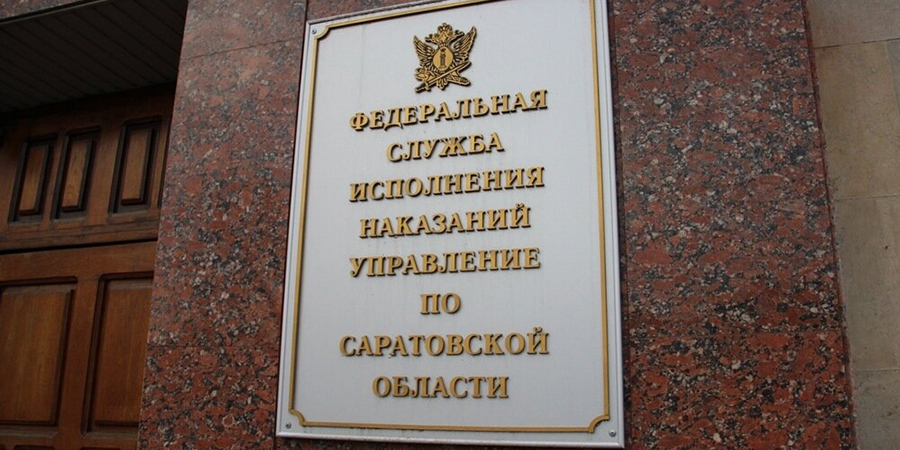 ФЕДЕРАЛЬНАЯ
СЛУЖБА
ИСПОЛНЕНИЯ
НАКАЗАНИЙ
УПРАВЛЕНИЕ
ПО
САРАТОВСКОЙ
ОБЛАСТИ